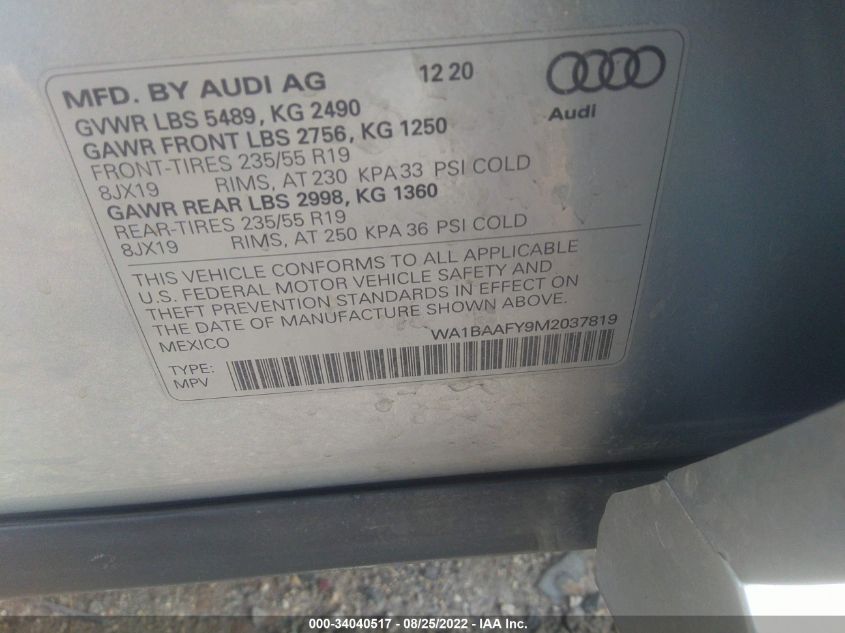 MFD. BY AUDI AG 12 20
GVWR LBS 5489, KG 2490
GAWR FRONT LBS 2756, KG 1250
Audi
FRONT-TIRES 235/55 R19
8JX19 RIMS, AT 230 KPA 33 PSI COLD
GAWR REAR LBS 2998, KG 1360
REAR-TIRES 235/55 R19
8JX19 RIMS, AT 250 KPA 36 PSI COLD
THIS VEHICLE CONFORMS TO ALL APPLICABLE
U.S. FEDERAL MOTOR VEHICLE SAFETY AND
THEFT PREVENTION STANDARDS IN EFFECT ON
THE DATE OF MANUFACTURE SHOWN ABOVE.
MEXICO WA1BAAFY9M2037819
TYPE:
MPV
000-34040517 - 08/25/2022 - IAA Inc.